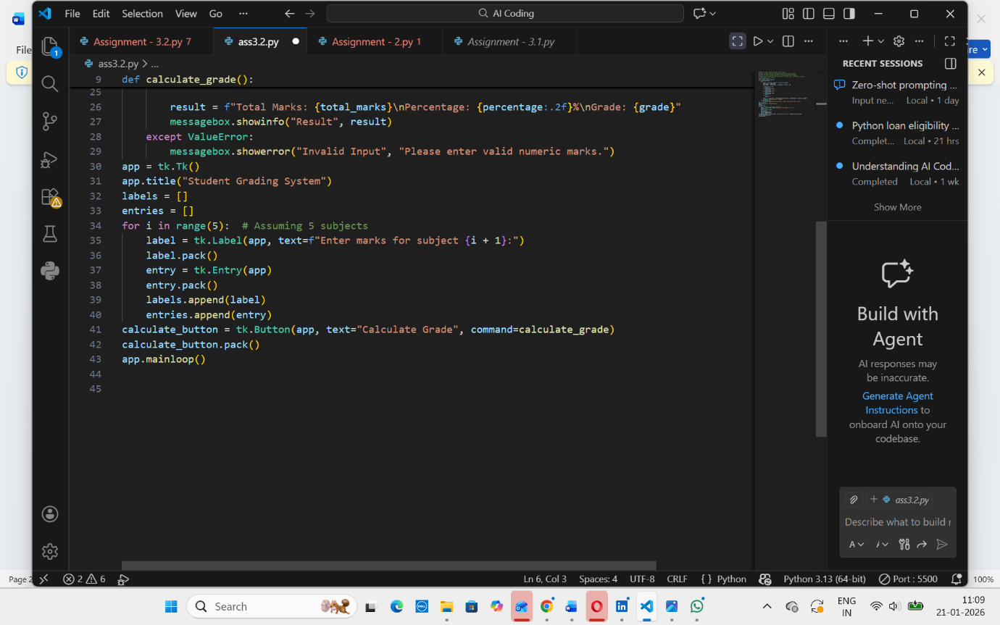 File Edit Selection View Go ... AI Coding
File
re
1
Assignment - 3.2.py 7 ass3.2.py Assignment - 2.py 1 Assignment - 3.1.py
ass3.2.py > ...
9 def calculate_grade():
25
26 result = f"Total Marks: {total_marks}\nPercentage: {percentage:.2f}%\nGrade: {grade}"
27 messagebox.showinfo("Result", result)
28 except ValueError:
29 messagebox.showerror("Invalid Input", "Please enter valid numeric marks.")
30 app = tk.Tk()
31 app.title("Student Grading System")
32 labels = []
33 entries = []
34 for i in range(5): # Assuming 5 subjects
35 label = tk.Label(app, text=f"Enter marks for subject {i + 1}:")
36 label.pack()
37 entry = tk.Entry(app)
38 entry.pack()
39 labels.append(label)
40 entries.append(entry)
41 calculate_button = tk.Button(app, text="Calculate Grade", command=calculate_grade)
42 calculate_button.pack()
43 app.mainloop()
44
45
RECENT SESSIONS
Zero-shot prompting ...
Input ne... Local • 1 day
Python loan eligibility ...
Complet... Local • 21 hrs
Understanding AI Cod...
Completed Local • 1 wk
Show More
Build with
Agent
AI responses may
be inaccurate.
Generate Agent
Instructions to
onboard AI onto your
codebase.
+ ass3.2.py
Describe what to build
A
Page 2 2 6 Ln 6, Col 3 Spaces: 4 UTF-8 CRLF { } Python Python 3.13 (64-bit) Port : 5500 100%
Search
ENG
IN
11:09
21-01-2026